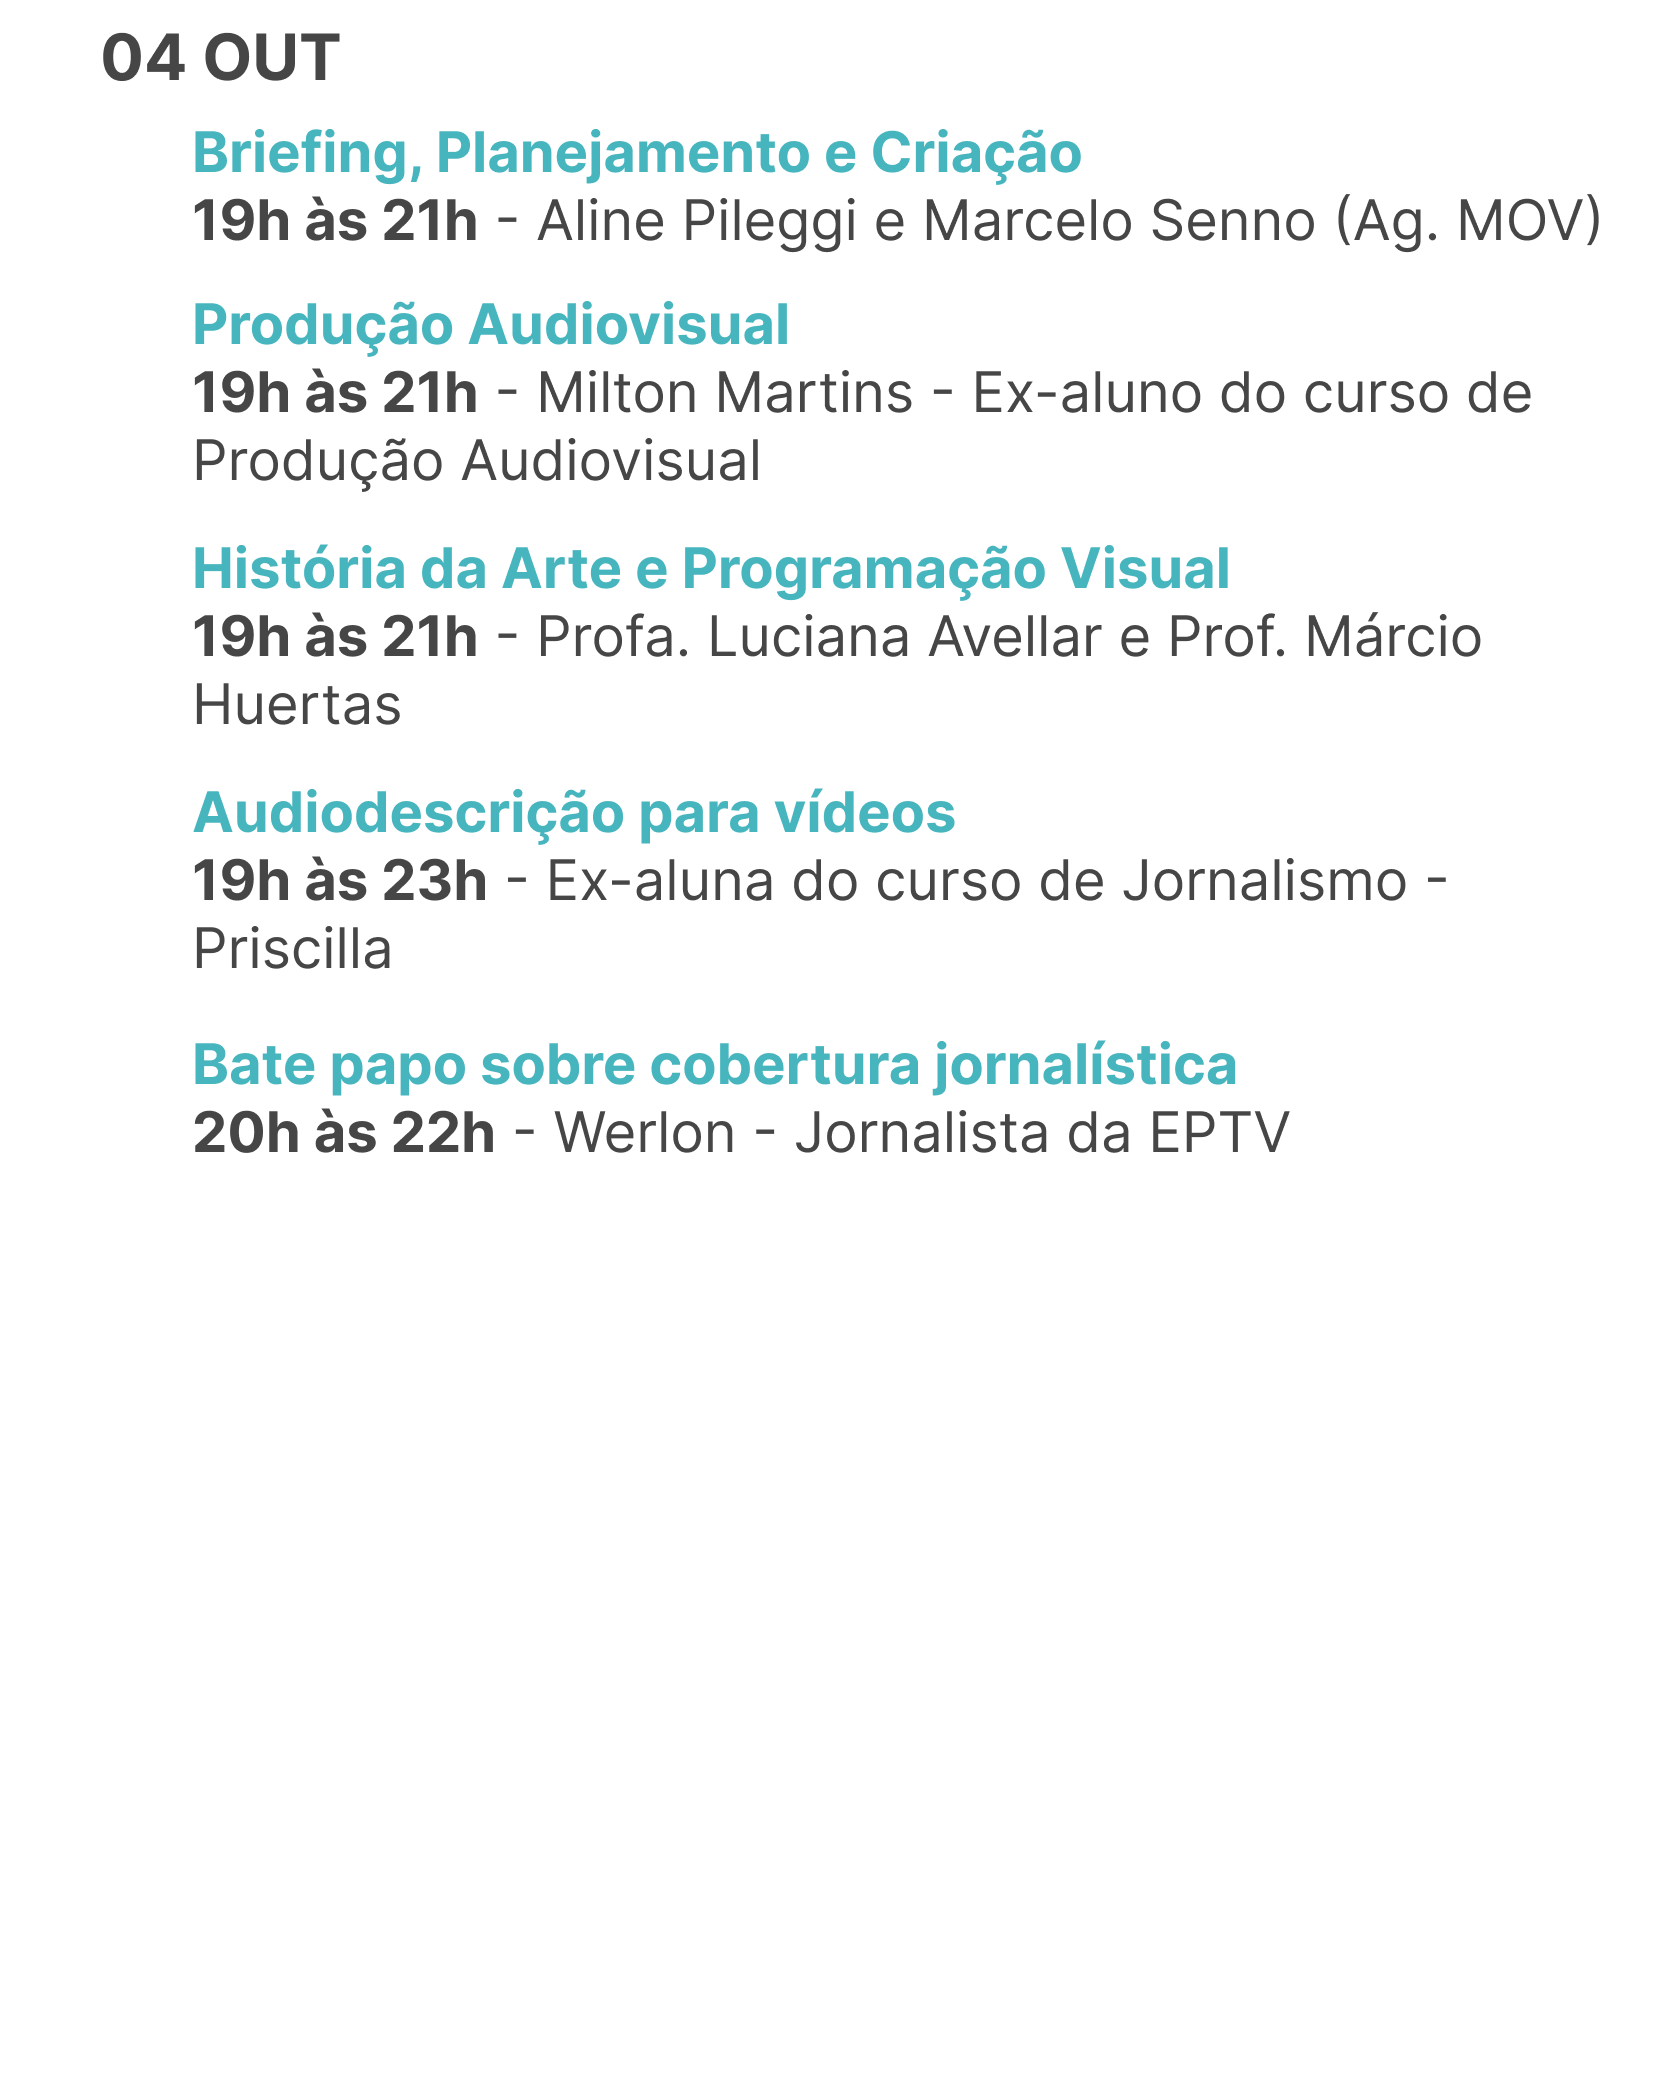 04 OUT
Briefing, Planejamento e Criação
19h às 21h - Aline Pileggi e Marcelo Senno (Ag. MOV)
Produção Audiovisual
19h às 21h - Milton Martins - Ex-aluno do curso de
Produção Audiovisual
História da Arte e Programação Visual
19h às 21h - Profa. Luciana Avellar e Prof. Márcio
Huertas
Audiodescrição para vídeos
19h às 23h - Ex-aluna do curso de Jornalismo -
Priscilla
Bate papo sobre cobertura jornalística
20h às 22h - Werlon - Jornalista da EPTV